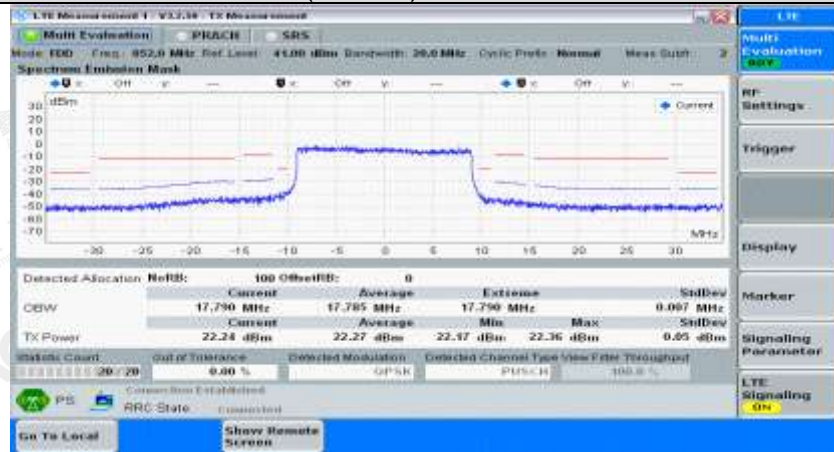 LTE Measurement 1 - V3.2.50 - TX Measurement
LTE
Multi Evaluation PRACH SRS
Multi Evaluation
RDY
Mode: FDD Freq.: 852.0 MHz Ref. Level: 41.00 dBm Bandwidth: 20.0 MHz Cyclic Prefix: Normal Meas Subfr.: 2
Spectrum Emission Mask
x: Off y: --- x: Off y: --- x: Off y: ---
RF Settings
dBm
Current
30
20
10
0
-10
-20
-30
-40
-50
-60
-70
MHz
-30 -25 -20 -15 -10 -5 0 5 10 15 20 25 30
Trigger
Display
Detected Allocation NoRB: 100 OffsetRB: 0
Current Average Extreme StdDev
OBW 17.790 MHz 17.785 MHz 17.790 MHz 0.007 MHz
Marker
Current Average Min Max StdDev
TX Power 22.24 dBm 22.27 dBm 22.17 dBm 22.36 dBm 0.05 dBm
Signaling Parameter
Statistic Count Out of Tolerance Detected Modulation Detected Channel Type View Filter Throughput
20 / 20 0.00 % QPSK PUSCH 100.0 %
PS Connection Established
RRC State Connected
LTE Signaling
ON
Go To Local Show Remote Screen